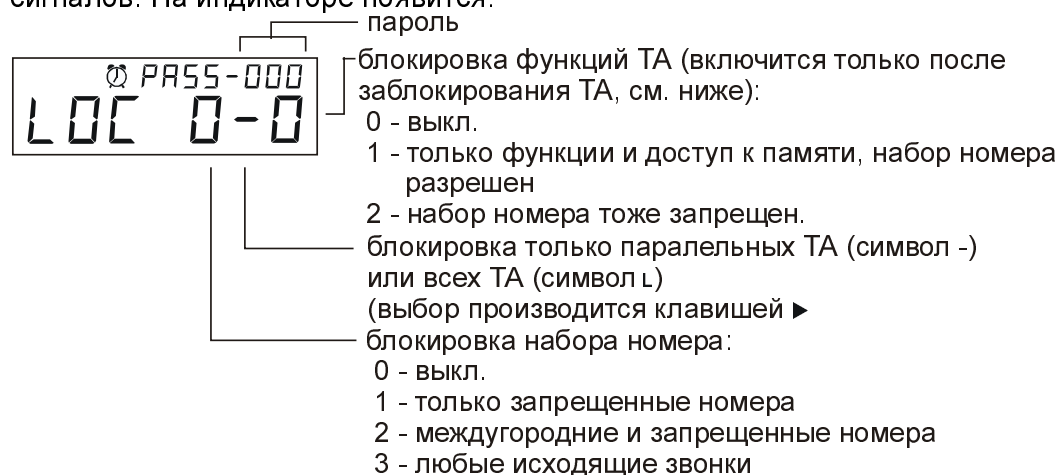 сигналов. На индикаторе появится:
пароль
PASS-000
LOC 0-0
блокировка функций ТА (включится только после
заблокирования ТА, см. ниже):
0 - выкл.
1 - только функции и доступ к памяти, набор номера
разрешен
2 - набор номера тоже запрещен.
блокировка только паралельных ТА (символ -)
или всех ТА (символ ʟ)
(выбор производится клавишей ▶
блокировка набора номера:
0 - выкл.
1 - только запрещенные номера
2 - междугородние и запрещенные номера
3 - любые исходящие звонки